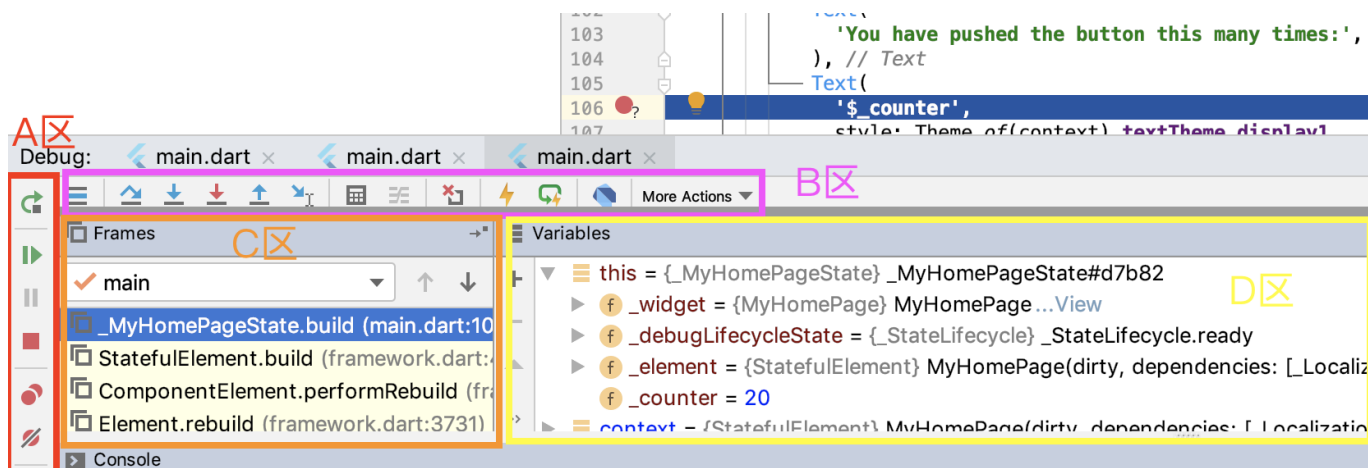 102 Text(
103 'You have pushed the button this many times:',
104 ), // Text
105 Text(
106 ? '$_counter',
107 style: Theme.of(context).textTheme.display1
A区
Debug: main.dart × main.dart × main.dart ×
More Actions
B区
Frames
C区
Variables
main
this = {_MyHomePageState} _MyHomePageState#d7b82
D区
_MyHomePageState.build (main.dart:10
f _widget = {MyHomePage} MyHomePage ...View
StatefulElement.build (framework.dart:4
f _debugLifecycleState = {_StateLifecycle} _StateLifecycle.ready
ComponentElement.performRebuild (fra
f _element = {StatefulElement} MyHomePage(dirty, dependencies: [_Localiz
Element.rebuild (framework.dart:3731)
f _counter = 20
context = {StatefulElement} MyHomePage(dirty, dependencies: [_Localizatio
Console